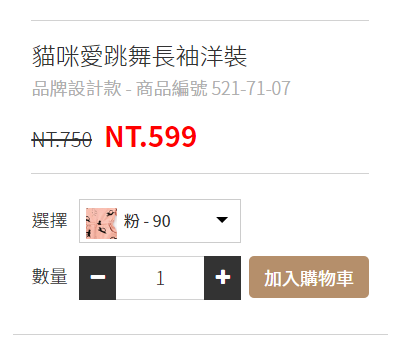 貓咪愛跳舞長袖洋裝
品牌設計款 - 商品編號 521-71-07
NT.750 NT.599
選擇 粉 - 90
數量 1 加入購物車